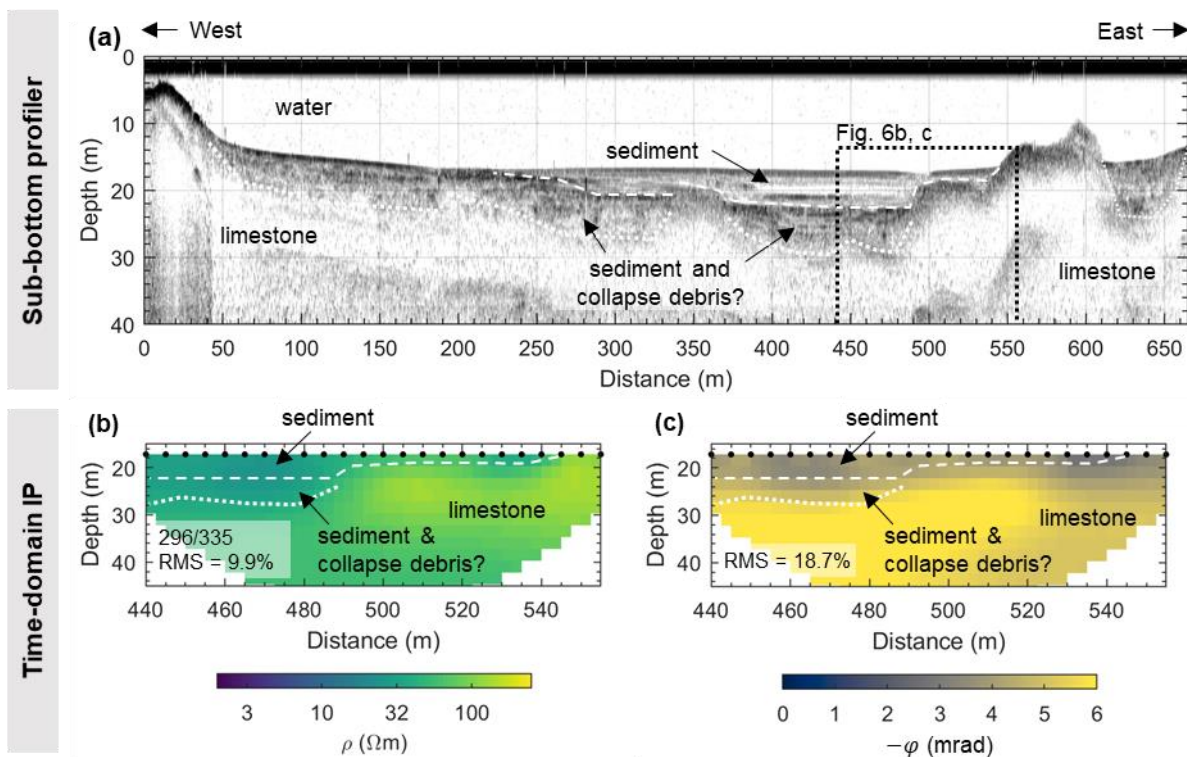 Sub-bottom profiler
(a)
West
East
water
Fig. 6b, c
sediment
limestone
sediment and
collapse debris?
limestone
Depth (m)
0
10
20
30
40
0 50 100 150 200 250 300 350 400 450 500 550 600 650
Distance (m)
Time-domain IP
(b)
sediment
limestone
296/335
RMS = 9.9%
sediment &
collapse debris?
Depth (m)
20
30
40
440 460 480 500 520 540
Distance (m)
3 10 32 100
ρ (Ωm)
(c)
sediment
limestone
RMS = 18.7%
sediment &
collapse debris?
Depth (m)
20
30
40
440 460 480 500 520 540
Distance (m)
0 1 2 3 4 5 6
−φ (mrad)